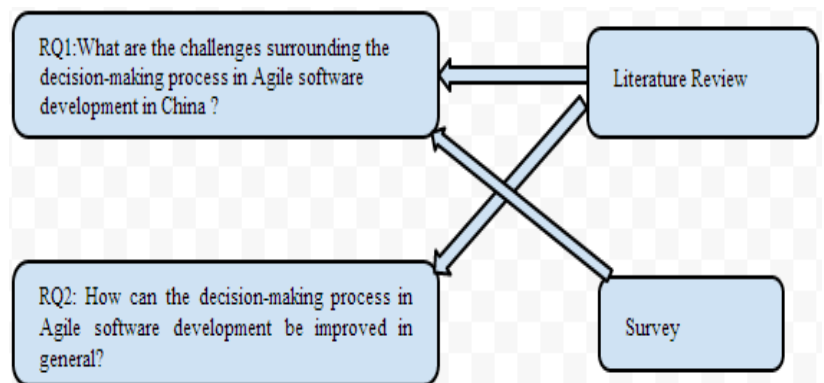 RQ1:What are the challenges surrounding the
decision-making process in Agile software
development in China ?
Literature Review
RQ2: How can the decision-making process in
Agile software development be improved in
general?
Survey